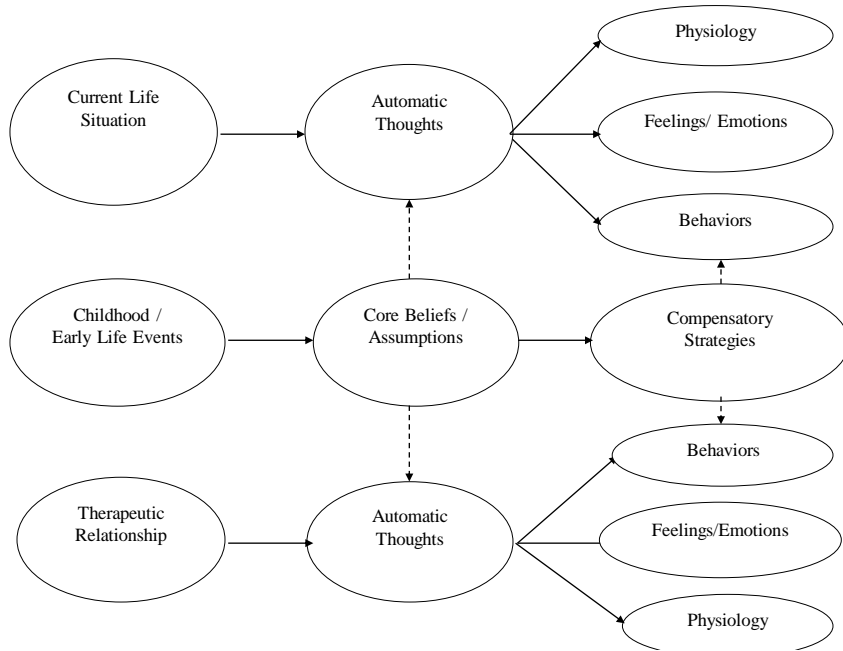 Physiology
Current Life
Situation
Automatic
Thoughts
Feelings/ Emotions
Behaviors
Childhood /
Early Life Events
Core Beliefs /
Assumptions
Compensatory
Strategies
Behaviors
Therapeutic
Relationship
Automatic
Thoughts
Feelings/Emotions
Physiology